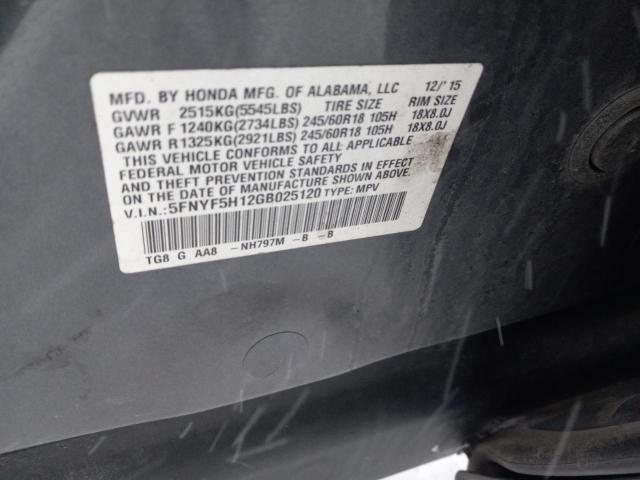 MFD. BY HONDA MFG. OF ALABAMA, LLC 12/'15
GVWR 2515KG(5545LBS) TIRE SIZE RIM SIZE
GAWR F 1240KG(2734LBS) 245/60R18 105H 18X8.0J
GAWR R1325KG(2921LBS) 245/60R18 105H 18X8.0J
THIS VEHICLE CONFORMS TO ALL APPLICABLE
FEDERAL MOTOR VEHICLE SAFETY
AND THEFT PREVENTION STANDARDS IN EFFECT
ON THE DATE OF MANUFACTURE SHOWN ABOVE.
V.I.N.: 5FNYF5H12GB025120 TYPE: MPV
TG8 G AA8 -NH797M -B -B